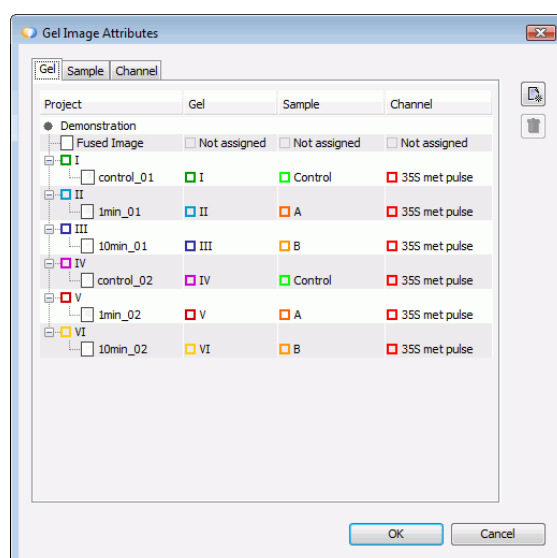 Gel Image Attributes
Gel Sample Channel
Project Gel Sample Channel
Demonstration
Fused Image Not assigned Not assigned Not assigned
I
control_01 I Control 35S met pulse
II
1min_01 II A 35S met pulse
III
10min_01 III B 35S met pulse
IV
control_02 IV Control 35S met pulse
V
1min_02 V A 35S met pulse
VI
10min_02 VI B 35S met pulse
OK Cancel